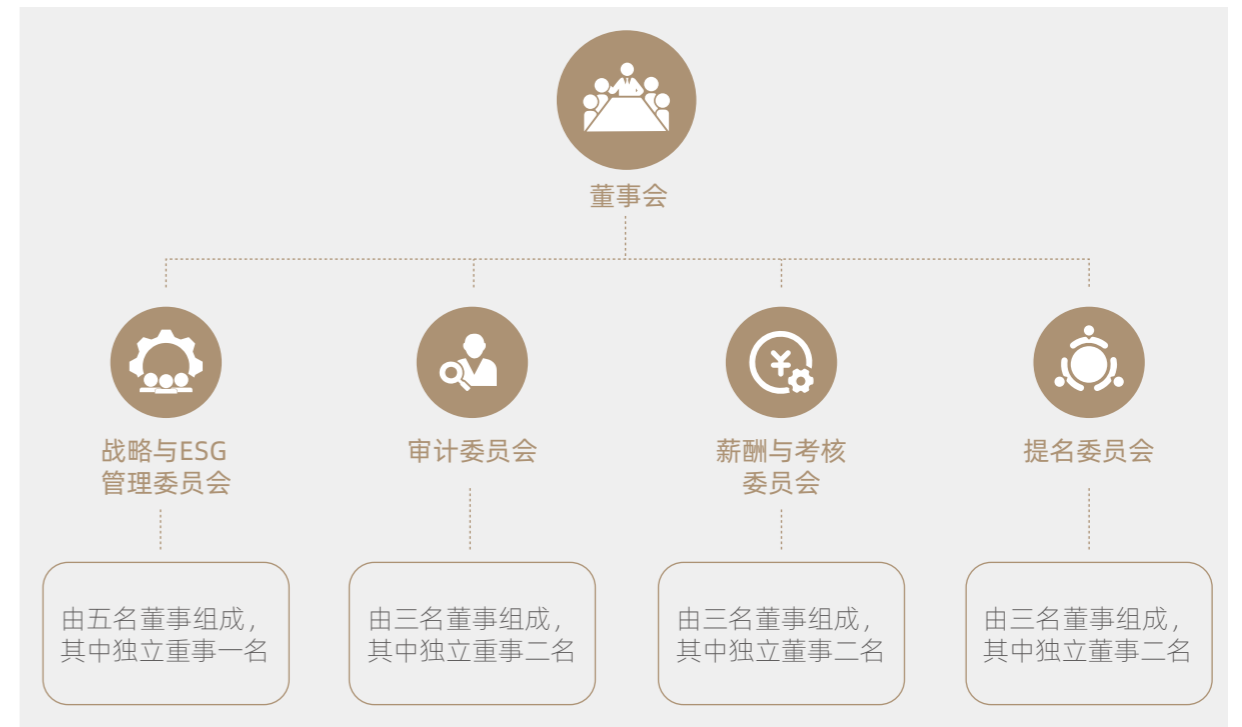 董事会
战略与ESG
管理委员会
审计委员会
薪酬与考核
委员会
提名委员会
由五名董事组成，
其中独立重事一名
由三名董事组成，
其中独立重事二名
由三名董事组成，
其中独立董事二名
由三名董事组成，
其中独立董事二名